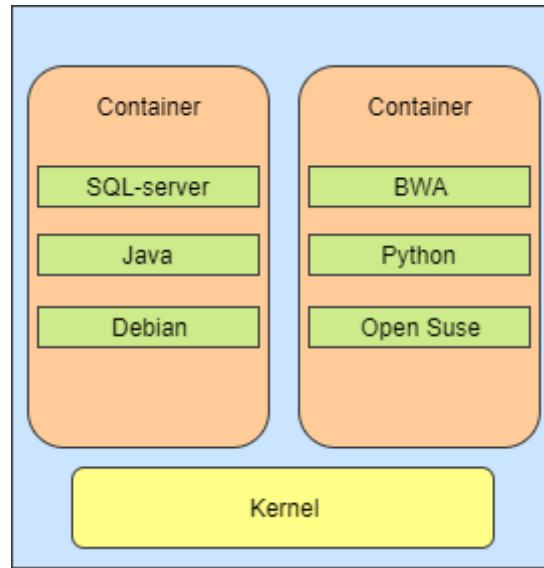 Container
SQL-server
Java
Debian
Container
BWA
Python
Open Suse
Kernel